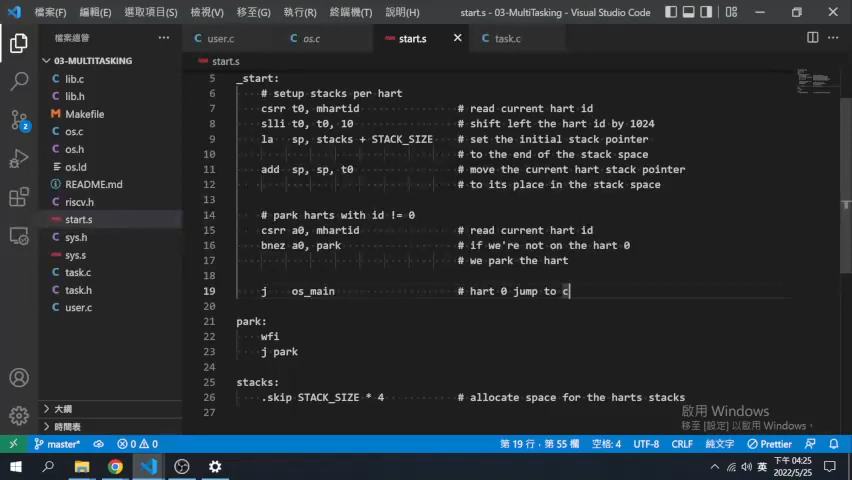 檔案(F) 編輯(E) 選取項目(S) 檢視(V) 移至(G) 執行(R) 終端機(T) 說明(H) start.s - 03-MultiTasking - Visual Studio Code
檔案總管
user.c os.c start.s task.c
03-MULTITASKING
start.s
lib.c
lib.h
Makefile
os.c
os.h
os.ld
README.md
riscv.h
start.s
sys.h
sys.s
task.c
task.h
user.c
大綱
時間表
2
5 _start:
6 # setup stacks per hart
7 csrr t0, mhartid # read current hart id
8 slli t0, t0, 10 # shift left the hart id by 1024
9 la sp, stacks + STACK_SIZE # set the initial stack pointer
10 # to the end of the stack space
11 add sp, sp, t0 # move the current hart stack pointer
12 # to its place in the stack space
13
14 # park harts with id != 0
15 csrr a0, mhartid # read current hart id
16 bnez a0, park # if we're not on the hart 0
17 # we park the hart
18
19 j os_main # hart 0 jump to c
20
21 park:
22 wfi
23 j park
24
25 stacks:
26 .skip STACK_SIZE * 4 # allocate space for the harts stacks
27
啟用 Windows
移至 [設定] 以啟用 Windows。
master* 0 0 第 19 行，第 55 欄 空格: 4 UTF-8 CRLF 純文字 Prettier
英 下午 04:25
2022/5/25